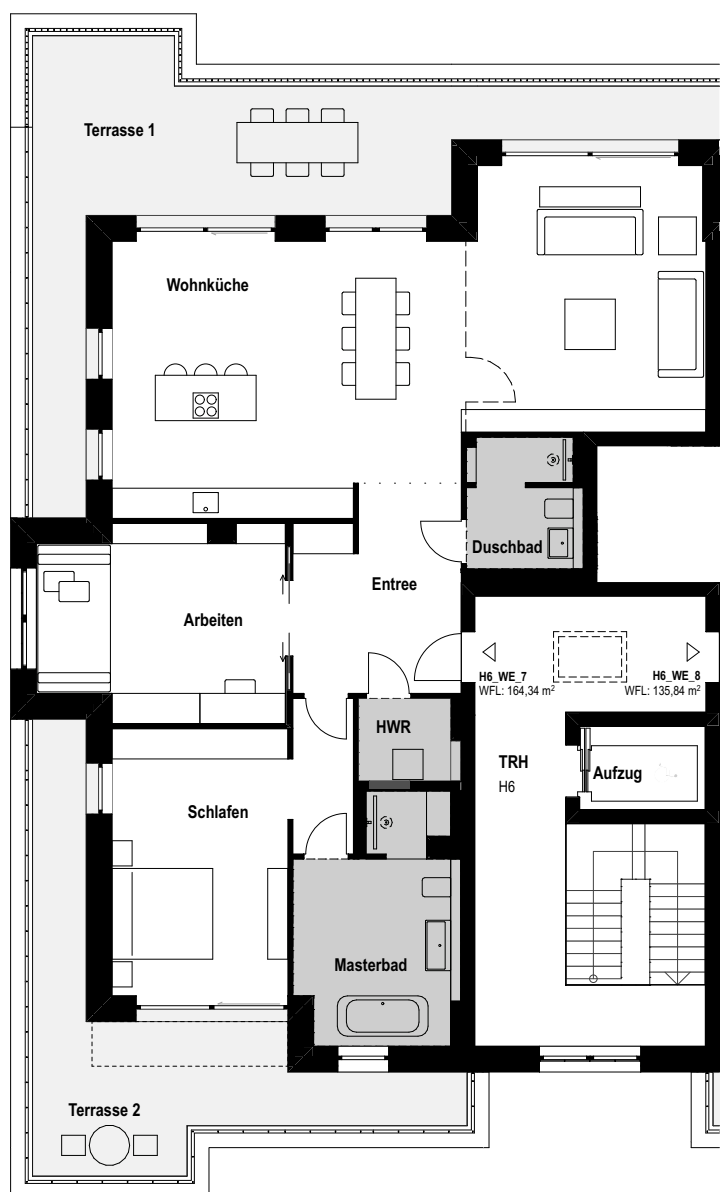 Terrasse 1
Wohnküche
Duschbad
Entree
Arbeiten
H6_WE_7
WFL: 164,34 m²
H6_WE_8
WFL: 135,84 m²
HWR
TRH
H6
Aufzug
Schlafen
Masterbad
Terrasse 2